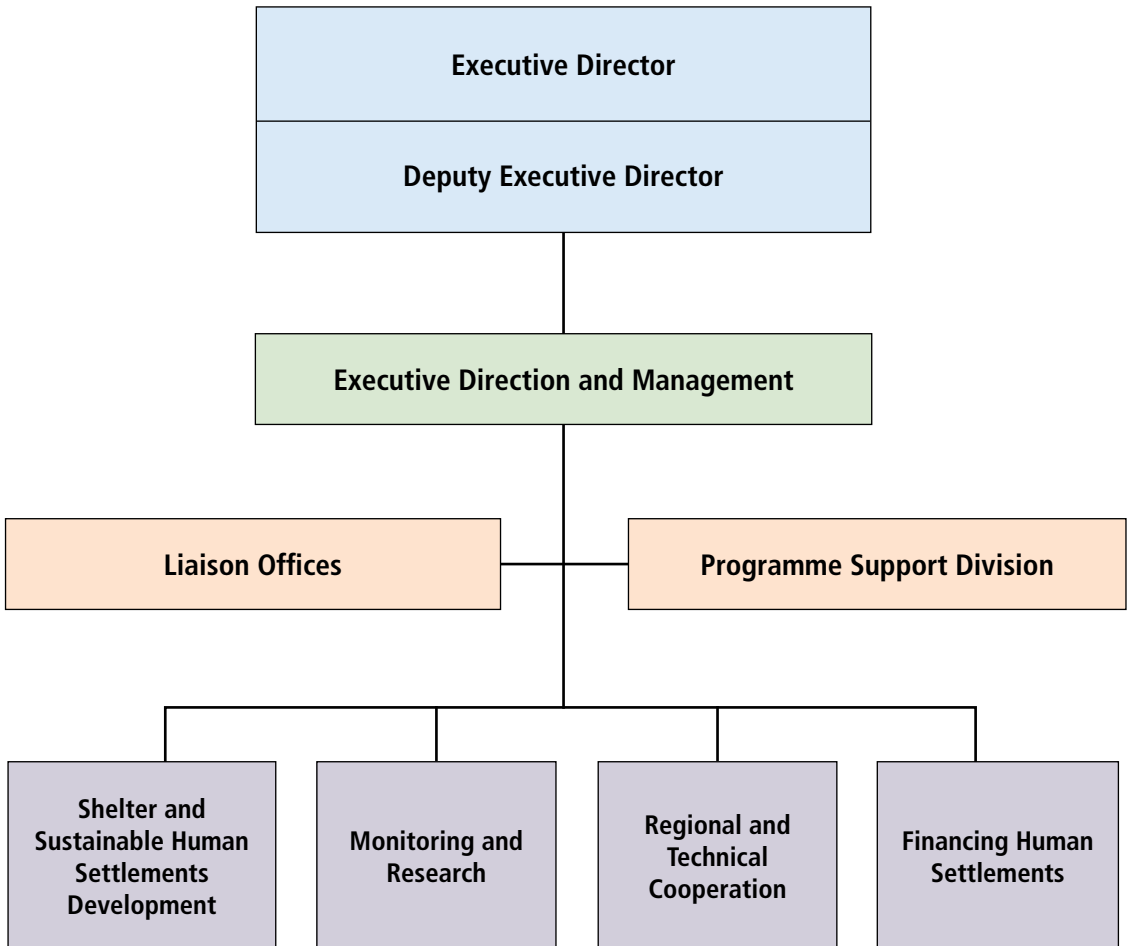 Executive Director
Deputy Executive Director
Executive Direction and Management
Liaison Offices
Programme Support Division
Shelter and
Sustainable Human
Settlements
Development
Monitoring and
Research
Regional and
Technical
Cooperation
Financing Human
Settlements